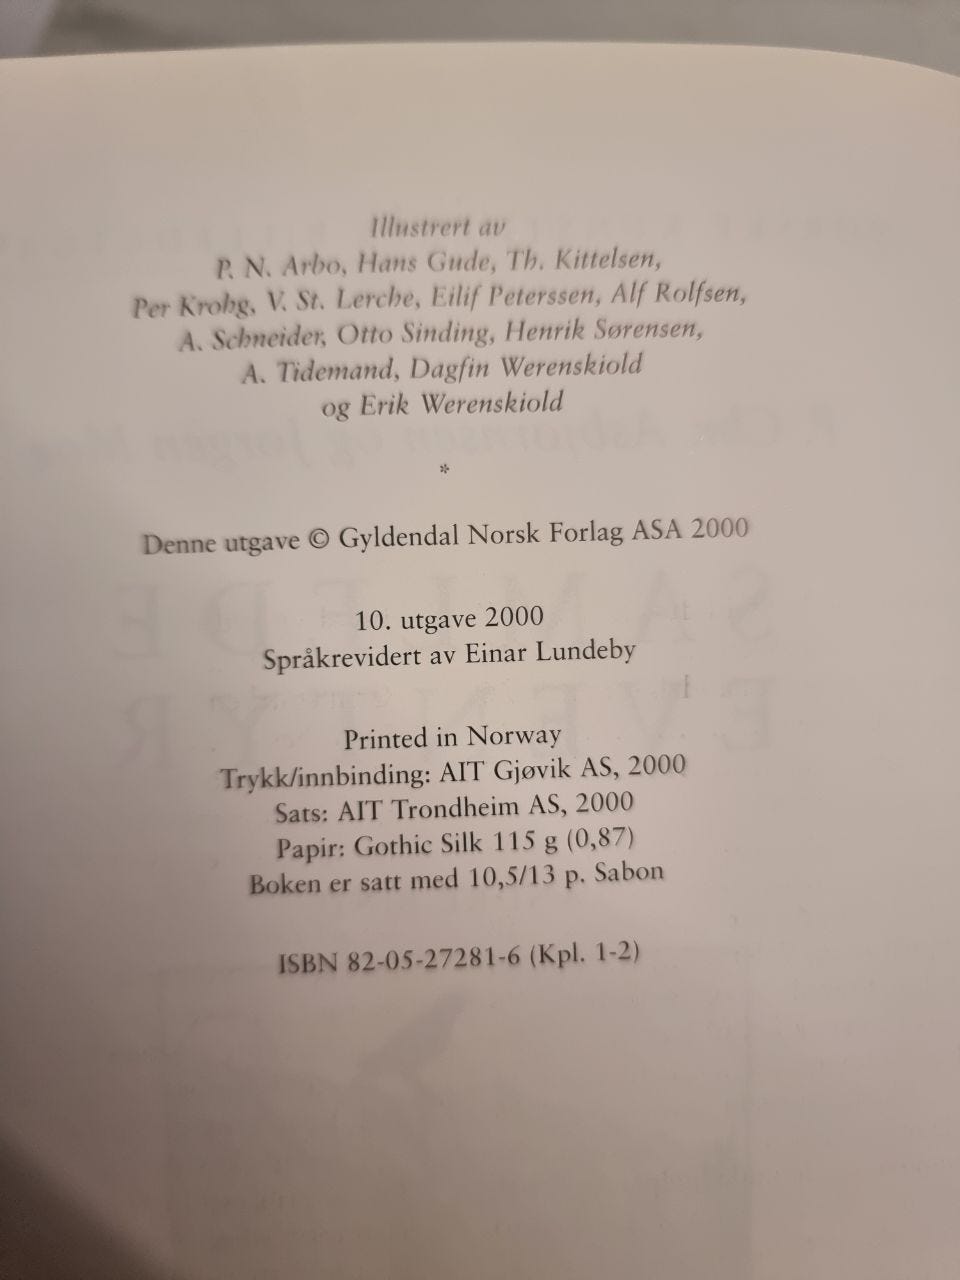 Illustrert av
P. N. Arbo, Hans Gude, Th. Kittelsen,
Per Krohg, V. St. Lerche, Eilif Peterssen, Alf Rolfsen,
A. Schneider, Otto Sinding, Henrik Sørensen,
A. Tidemand, Dagfin Werenskiold
og Erik Werenskiold
*
Denne utgave © Gyldendal Norsk Forlag ASA 2000
10. utgave 2000
Språkrevidert av Einar Lundeby
Printed in Norway
Trykk/innbinding: AIT Gjøvik AS, 2000
Sats: AIT Trondheim AS, 2000
Papir: Gothic Silk 115 g (0,87)
Boken er satt med 10,5/13 p. Sabon
ISBN 82-05-27281-6 (Kpl. 1-2)